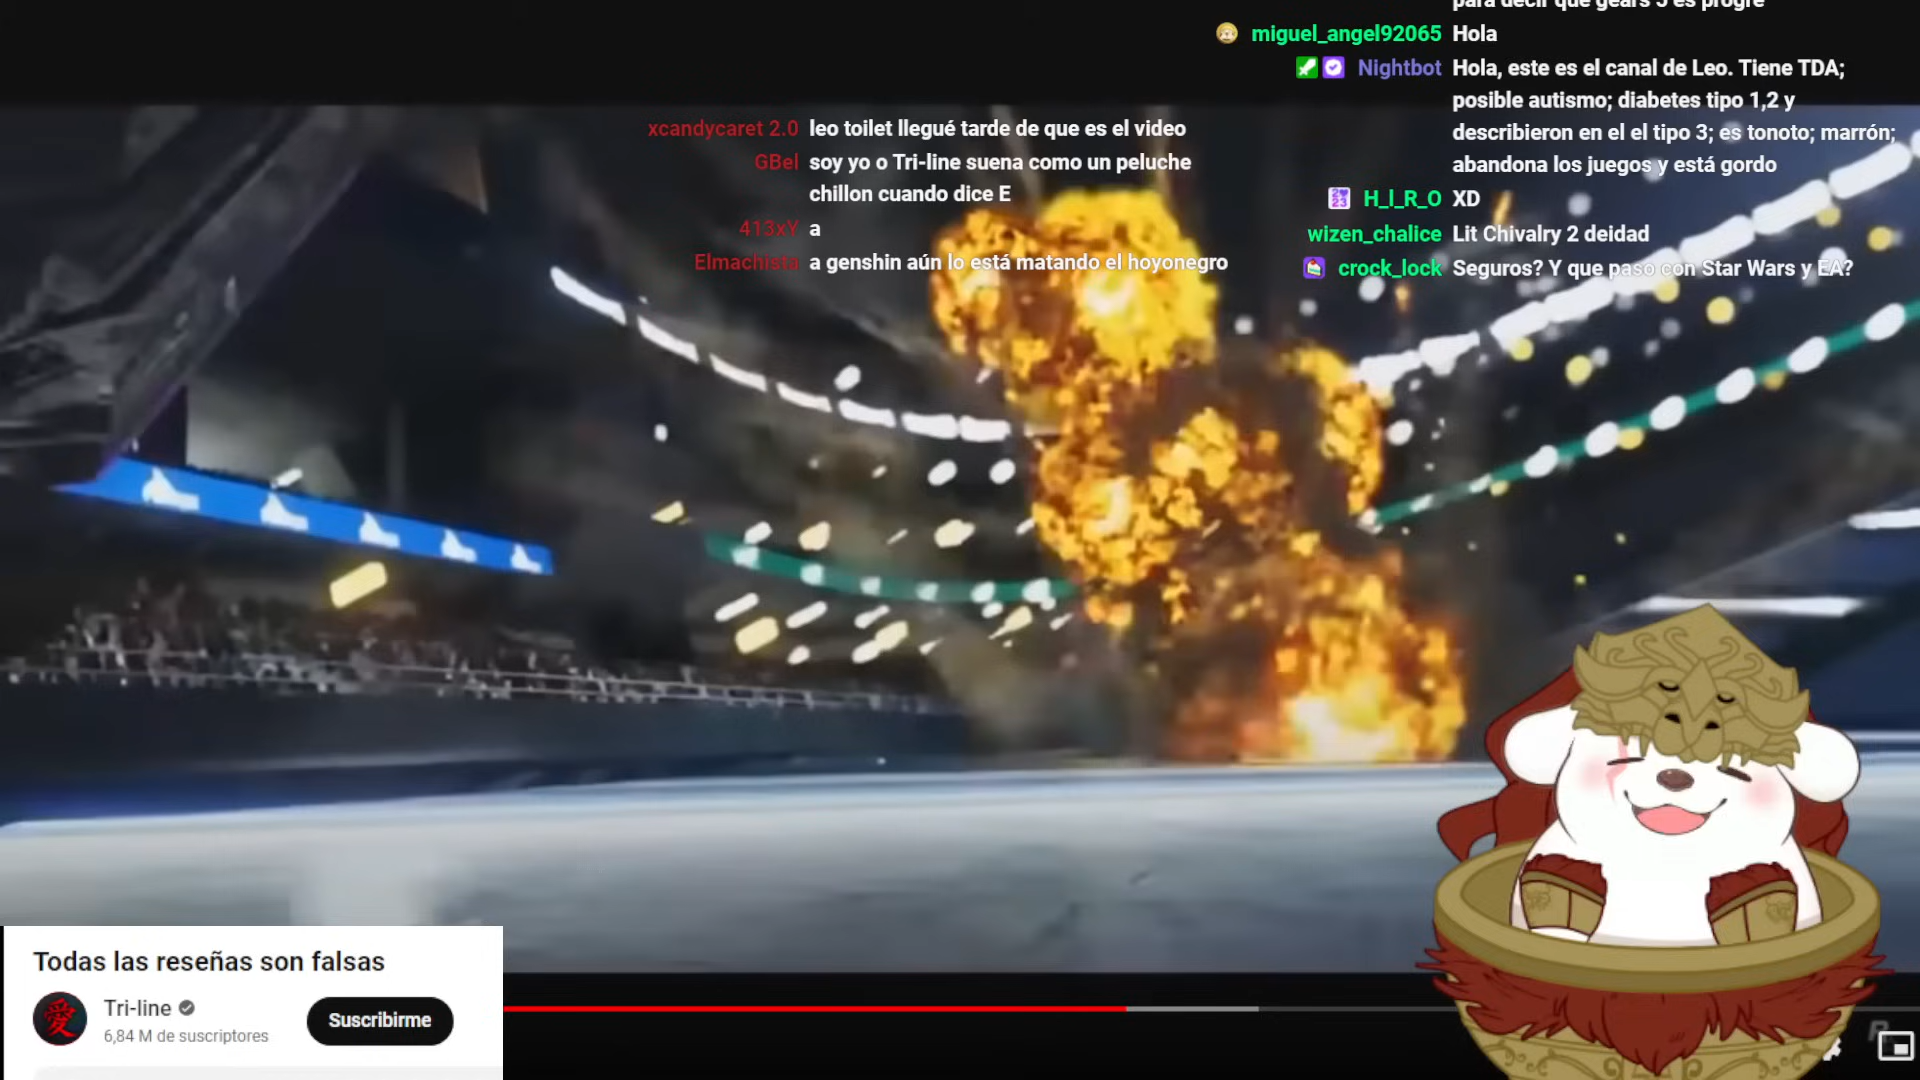 para decir que gears 5 es progre
miguel_angel92065 Hola
Nightbot Hola, este es el canal de Leo. Tiene TDA;
posible autismo; diabetes tipo 1,2 y
describieron en el el tipo 3; es tonoto; marrón;
abandona los juegos y está gordo
H_I_R_O XD
wizen_chalice Lit Chivalry 2 deidad
crock_lock Seguros? Y que paso con Star Wars y EA?
xcandycaret 2.0 leo toilet llegué tarde de que es el video
GBel soy yo o Tri-line suena como un peluche
chillon cuando dice E
413xY a
Elmachista a genshin aún lo está matando el hoyonegro
Todas las reseñas son falsas
愛
Tri-line
6,84 M de suscriptores
Suscribirme